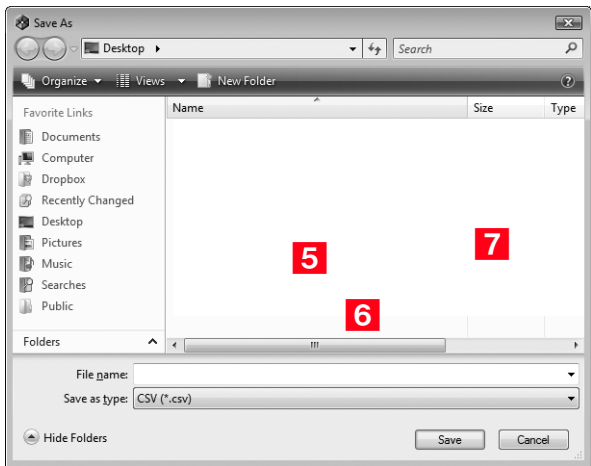 Save As
Desktop
Search
Organize Views New Folder
?
Favorite Links
Name Size Type
Documents
Computer
Dropbox
Recently Changed
Desktop
Pictures
Music
Searches
Public
5
7
6
Folders
File name:
Save as type: CSV (*.csv)
Hide Folders
Save Cancel